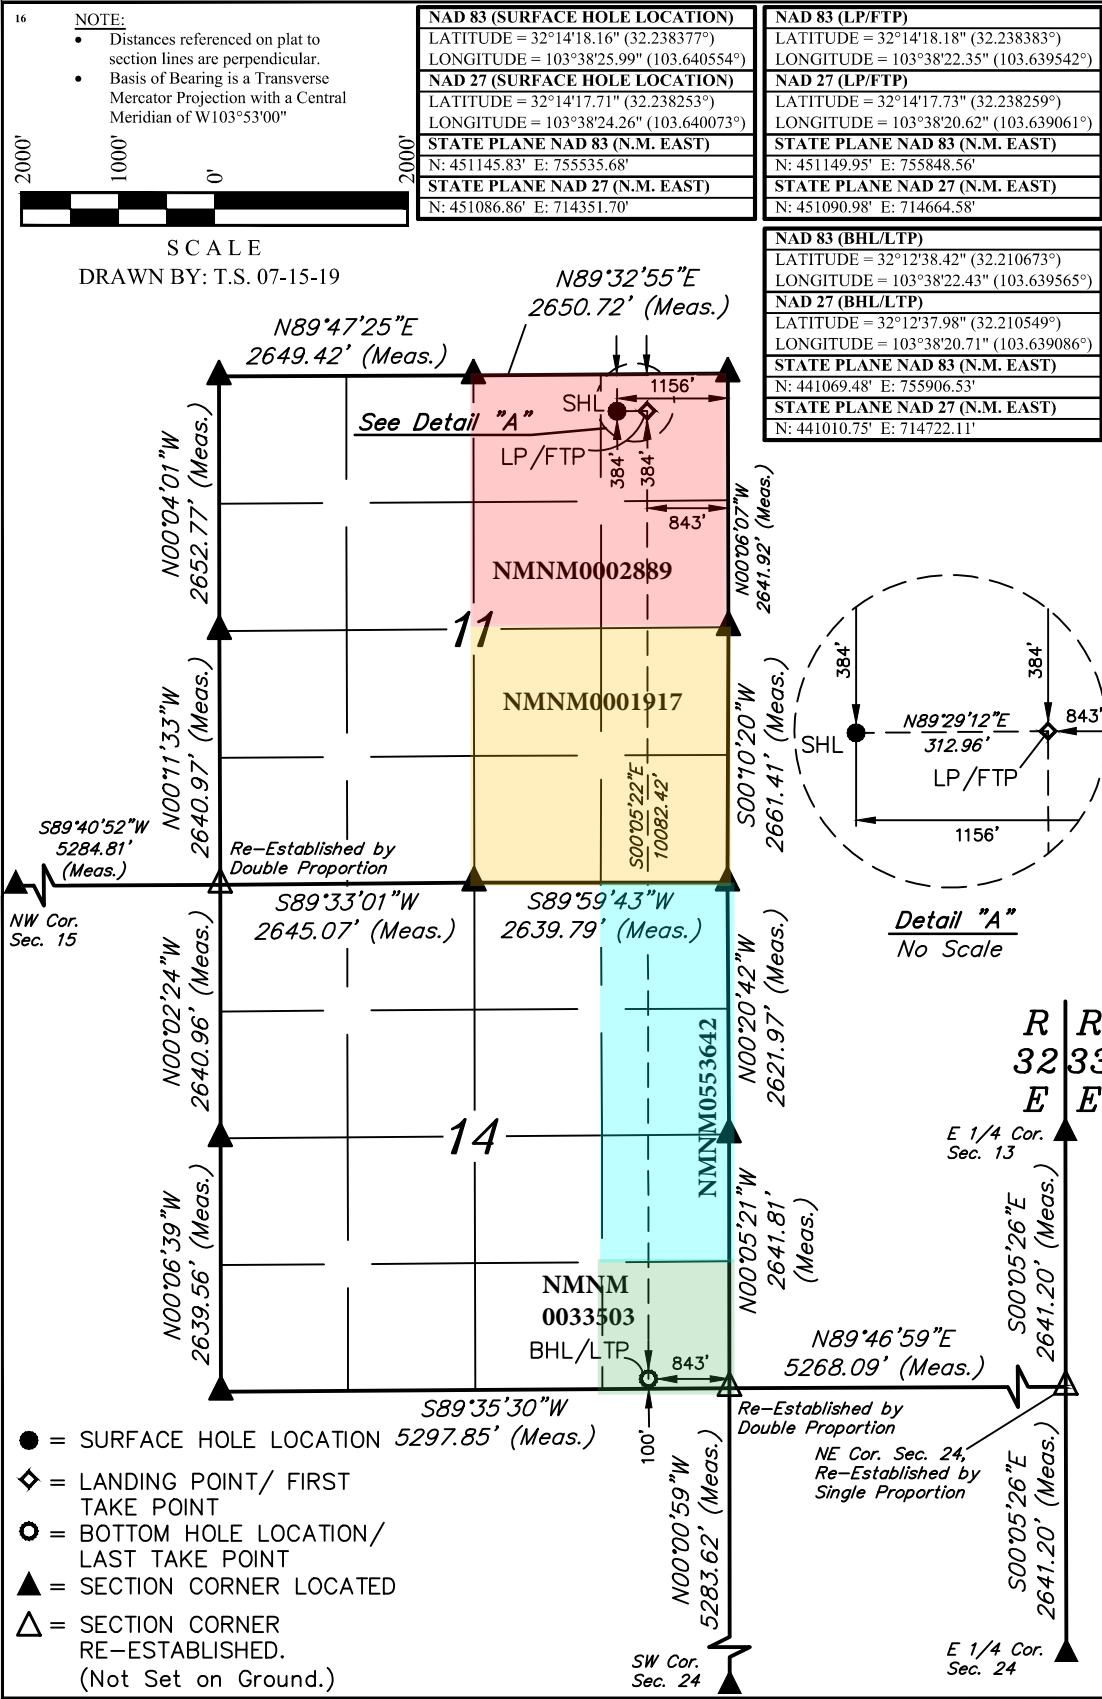 16
NOTE:
• Distances referenced on plat to
section lines are perpendicular.
• Basis of Bearing is a Transverse
Mercator Projection with a Central
Meridian of W103°53'00"
2000'
1000'
0'
2000'
SCALE
DRAWN BY: T.S. 07-15-19
NAD 83 (SURFACE HOLE LOCATION)
LATITUDE = 32°14'18.16" (32.238377°)
LONGITUDE = 103°38'25.99" (103.640554°)
NAD 27 (SURFACE HOLE LOCATION)
LATITUDE = 32°14'17.71" (32.238253°)
LONGITUDE = 103°38'24.26" (103.640073°)
STATE PLANE NAD 83 (N.M. EAST)
N: 451145.83' E: 755535.68'
STATE PLANE NAD 27 (N.M. EAST)
N: 451086.86' E: 714351.70'
NAD 83 (LP/FTP)
LATITUDE = 32°14'18.18" (32.238383°)
LONGITUDE = 103°38'22.35" (103.639542°)
NAD 27 (LP/FTP)
LATITUDE = 32°14'17.73" (32.238259°)
LONGITUDE = 103°38'20.62" (103.639061°)
STATE PLANE NAD 83 (N.M. EAST)
N: 451149.95' E: 755848.56'
STATE PLANE NAD 27 (N.M. EAST)
N: 451090.98' E: 714664.58'
NAD 83 (BHL/LTP)
LATITUDE = 32°12'38.42" (32.210673°)
LONGITUDE = 103°38'22.43" (103.639565°)
NAD 27 (BHL/LTP)
LATITUDE = 32°12'37.98" (32.210549°)
LONGITUDE = 103°38'20.71" (103.639086°)
STATE PLANE NAD 83 (N.M. EAST)
N: 441069.48' E: 755906.53'
STATE PLANE NAD 27 (N.M. EAST)
N: 441010.75' E: 714722.11'
N89°47'25"E
2649.42' (Meas.)
N89°32'55"E
2650.72' (Meas.)
N00°04'01"W
2652.77' (Meas.)
See Detail "A"
SHL
1156'
LP/FTP
384'
384'
843'
N00°06'07"W
2641.92' (Meas.)
NMNM0002889
11
NMNM0001917
N00°11'33"W
2640.97' (Meas.)
S00°05'22"E
10082.42'
S00°10'20"W
2661.41' (Meas.)
384'
384'
SHL
N89°29'12"E
312.96'
843'
LP/FTP
1156'
Detail "A"
No Scale
S89°40'52"W
5284.81'
(Meas.)
NW Cor.
Sec. 15
Re-Established by
Double Proportion
S89°33'01"W
2645.07' (Meas.)
S89°59'43"W
2639.79' (Meas.)
N00°02'24"W
2640.96' (Meas.)
N00°20'42"W
2621.97' (Meas.)
NMNM0553642
14
R R
32 33
E E
E 1/4 Cor.
Sec. 13
N00°06'39"W
2639.56' (Meas.)
N00°05'21"W
2641.81'
(Meas.)
S00°05'26"E
2641.20' (Meas.)
NMNM
0033503
BHL/LTP
843'
N89°46'59"E
5268.09' (Meas.)
S89°35'30"W
5297.85' (Meas.)
100'
Re-Established by
Double Proportion
NE Cor. Sec. 24,
Re-Established by
Single Proportion
N00°00'59"W
5283.62' (Meas.)
S00°05'26"E
2641.20' (Meas.)
SW Cor.
Sec. 24
E 1/4 Cor.
Sec. 24
= SURFACE HOLE LOCATION
= LANDING POINT/ FIRST
TAKE POINT
= BOTTOM HOLE LOCATION/
LAST TAKE POINT
= SECTION CORNER LOCATED
= SECTION CORNER
RE-ESTABLISHED.
(Not Set on Ground.)